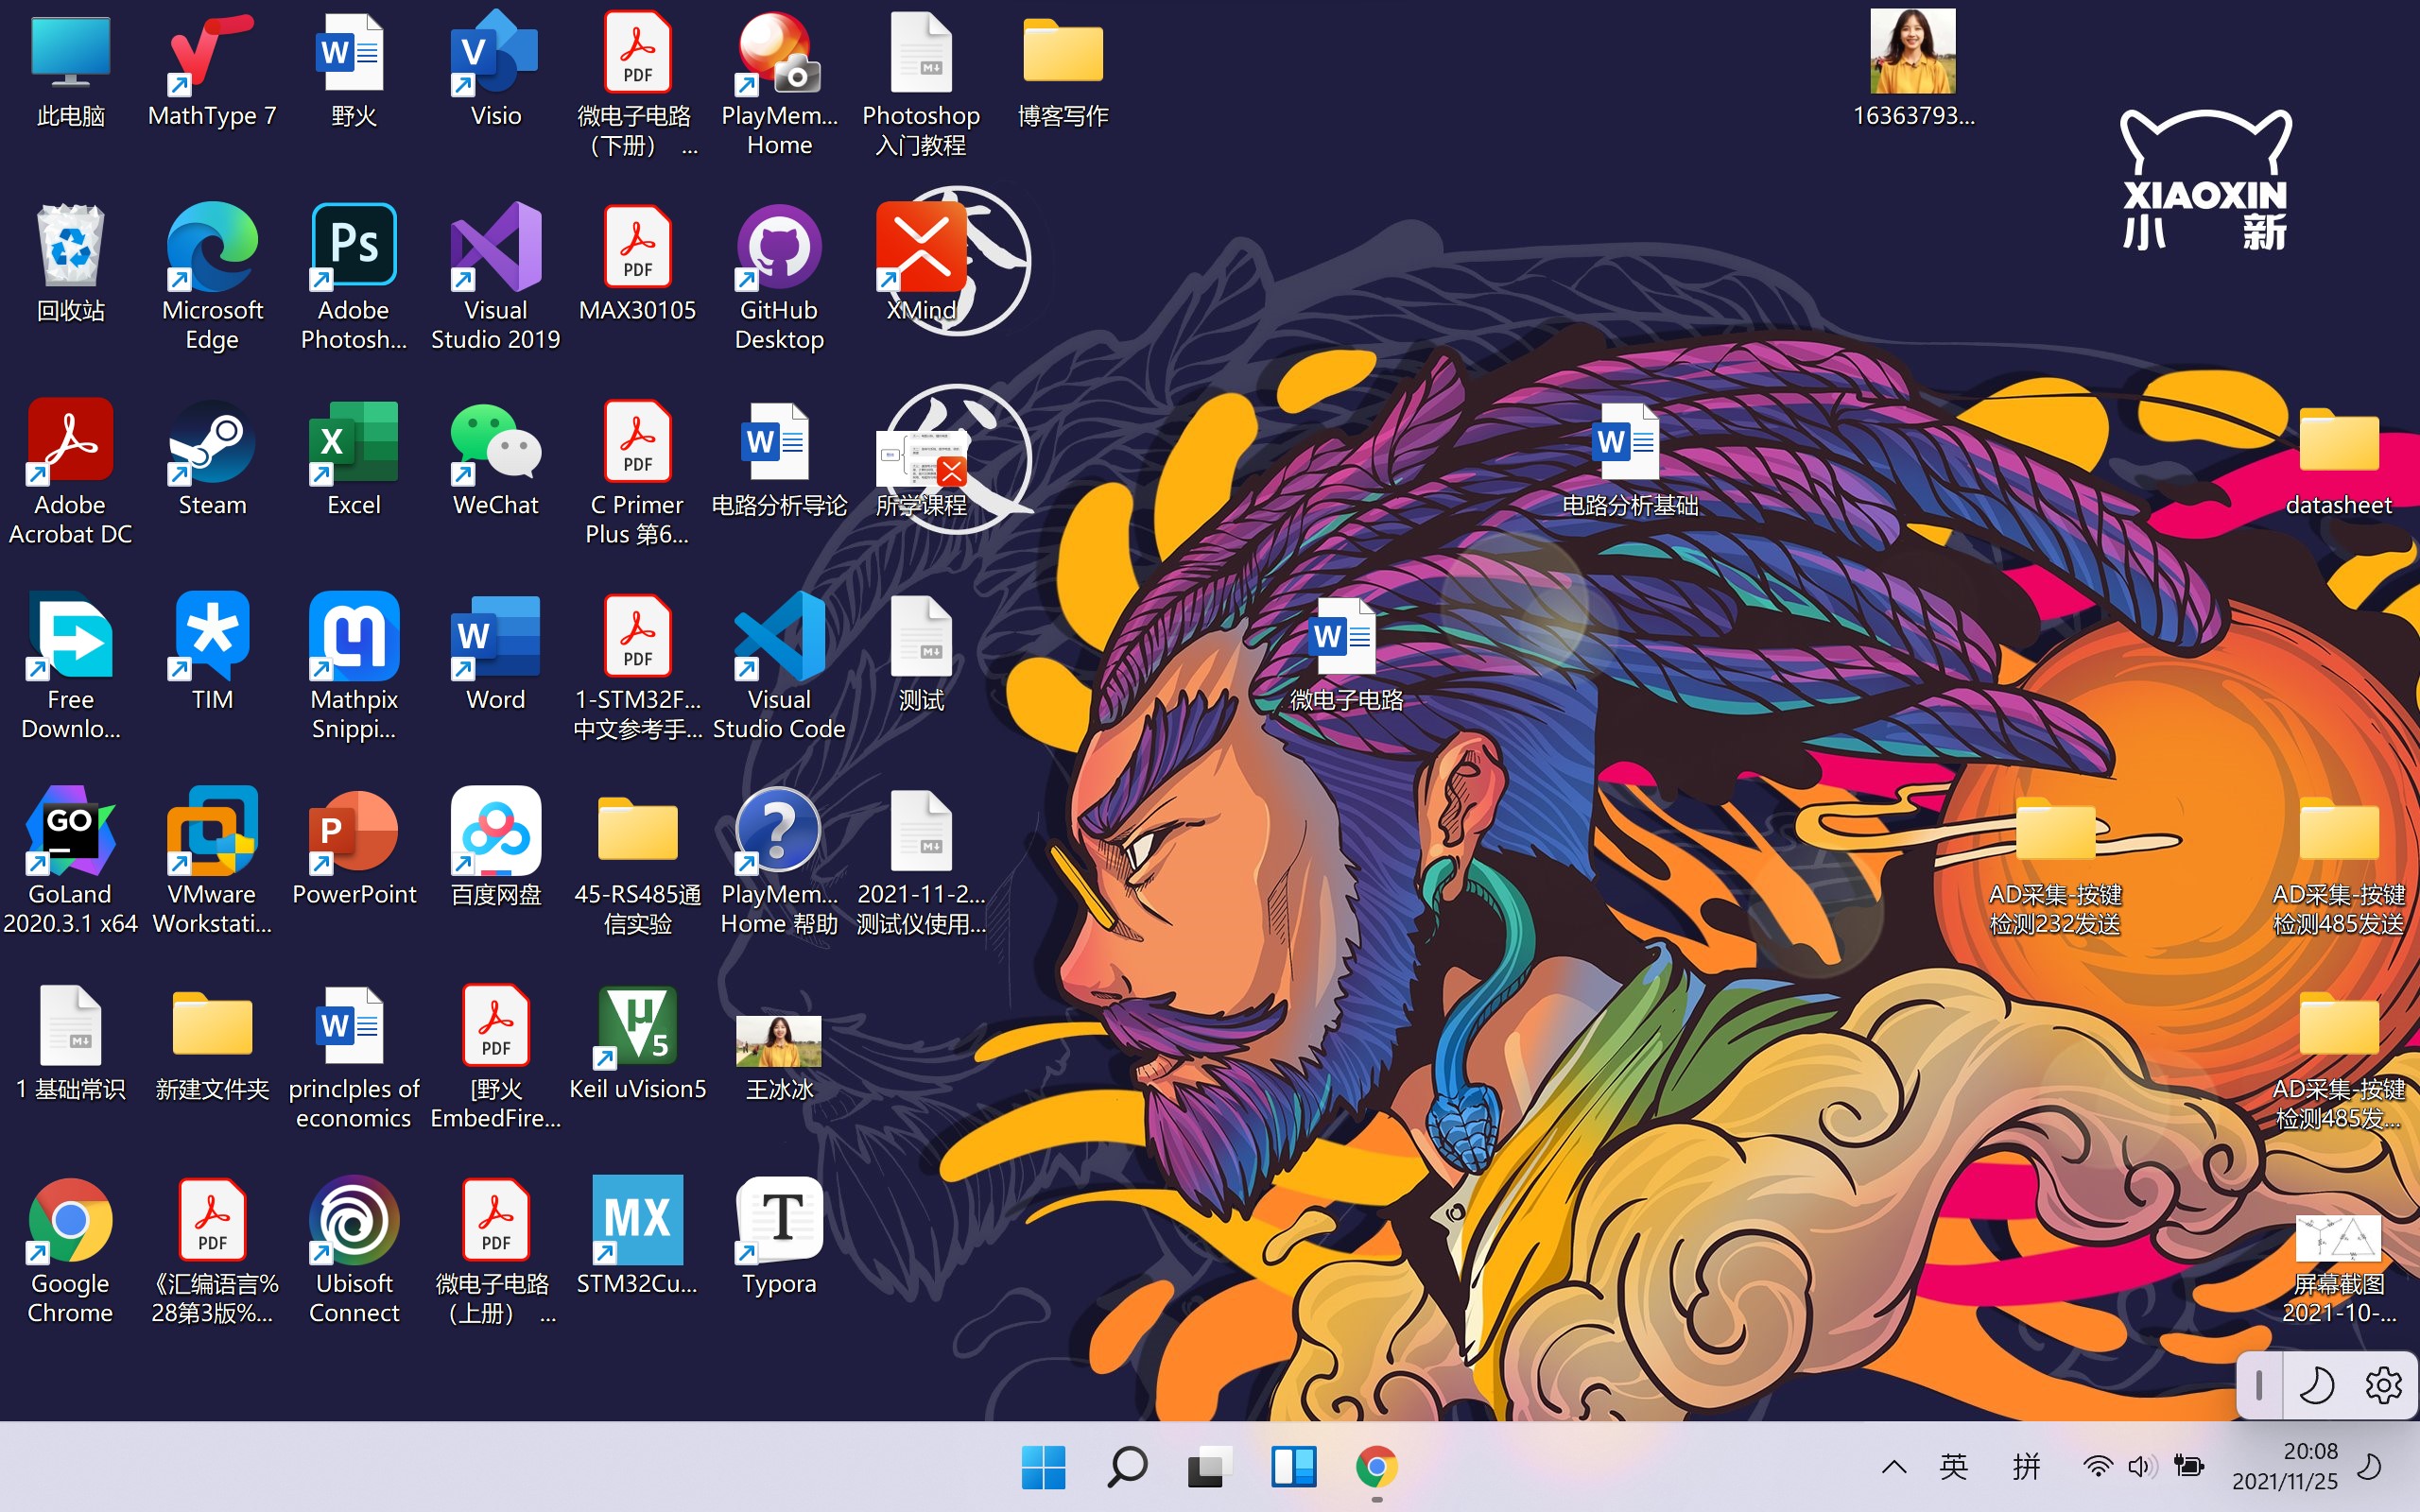 此电脑
MathType 7
野火
Visio
微电子电路
（下册） ...
PlayMem...
Home
Photoshop
入门教程
博客写作
16363793...
XIAOXIN
小 新
回收站
Microsoft
Edge
Adobe
Photosh...
Visual
Studio 2019
MAX30105
GitHub
Desktop
XMind
Adobe
Acrobat DC
Steam
Excel
WeChat
C Primer
Plus 第6...
电路分析导论
所学课程
电路分析基础
datasheet
Free
Downlo...
TIM
Mathpix
Snippi...
Word
1-STM32F...
中文参考手...
Visual
Studio Code
测试
微电子电路
GoLand
2020.3.1 x64
VMware
Workstati...
PowerPoint
百度网盘
45-RS485通
信实验
PlayMem...
Home 帮助
2021-11-2...
测试仪使用...
AD采集-按键
检测232发送
AD采集-按键
检测485发送
1 基础常识
新建文件夹
princlples of
economics
[野火
EmbedFire...
Keil uVision5
王冰冰
AD采集-按键
检测485发...
Google
Chrome
《汇编语言%
28第3版%...
Ubisoft
Connect
微电子电路
（上册） ...
STM32Cu...
Typora
屏幕截图
2021-10-...
英
拼
20:08
2021/11/25